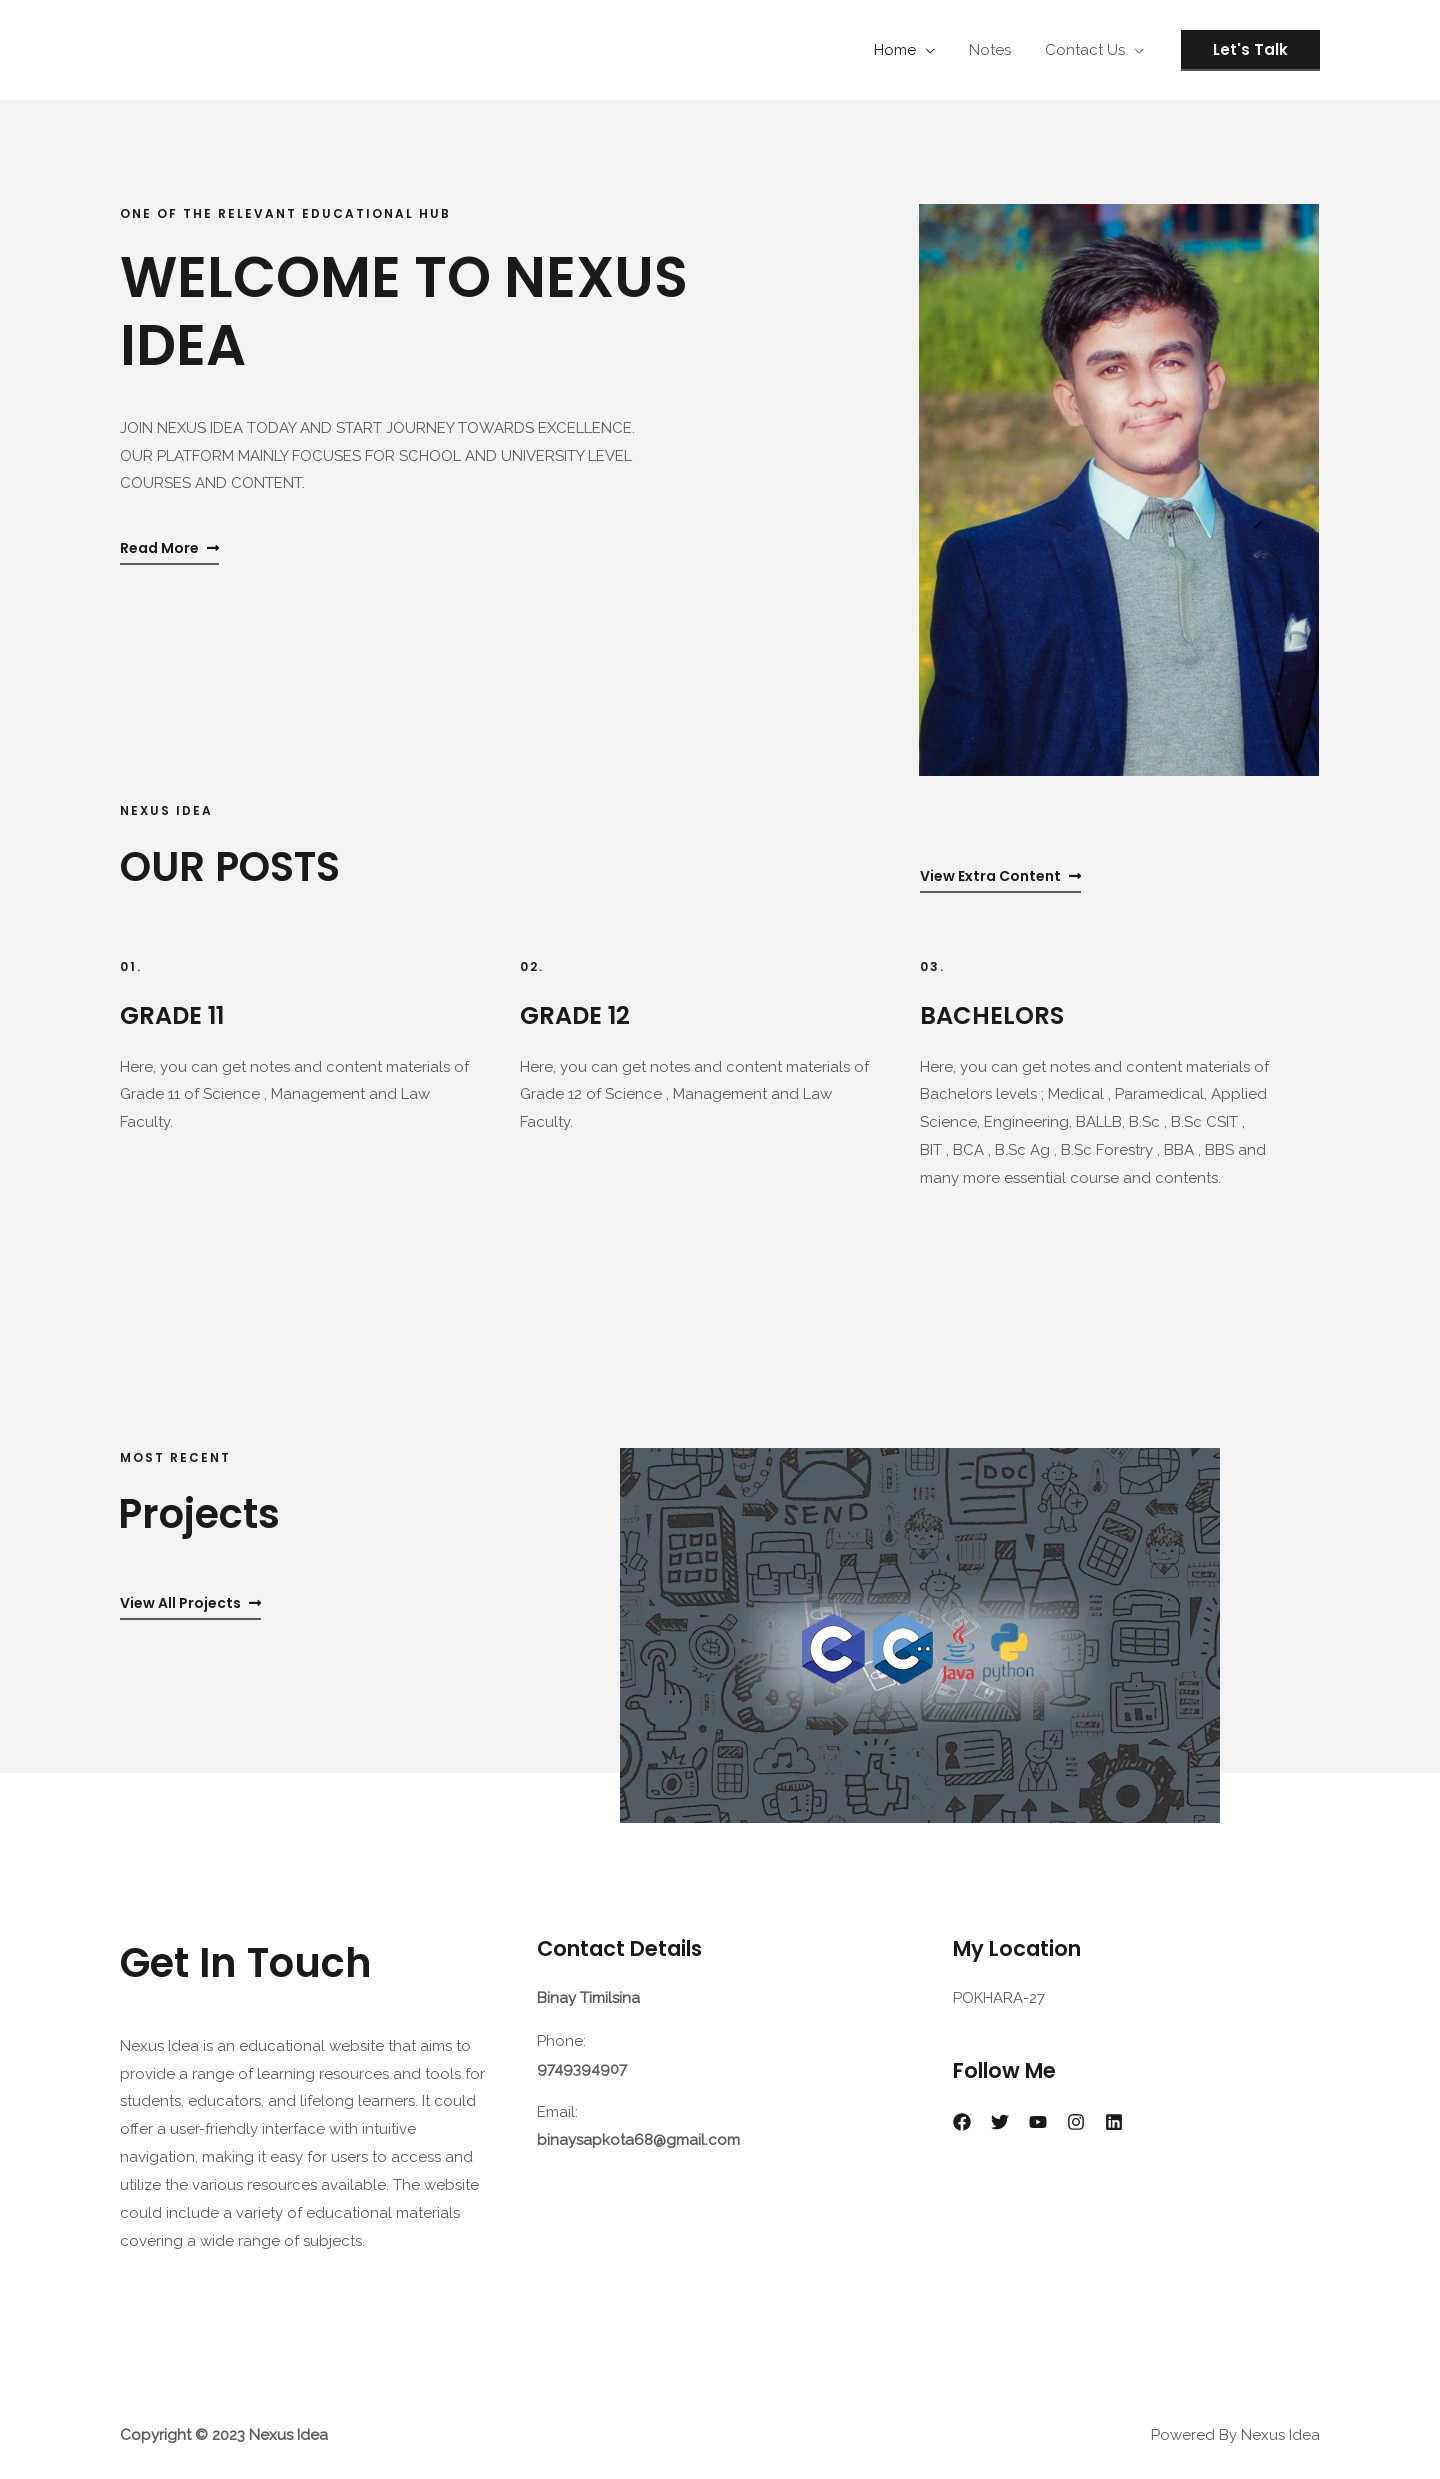 Home
Notes
Contact Us
Let's Talk
ONE OF THE RELEVANT EDUCATIONAL HUB
WELCOME TO NEXUS
IDEA
JOIN NEXUS IDEA TODAY AND START JOURNEY TOWARDS EXCELLENCE.
OUR PLATFORM MAINLY FOCUSES FOR SCHOOL AND UNIVERSITY LEVEL
COURSES AND CONTENT.
Read More
NEXUS IDEA
OUR POSTS
View Extra Content
01.
GRADE 11
Here, you can get notes and content materials of
Grade 11 of Science , Management and Law
Faculty.
02.
GRADE 12
Here, you can get notes and content materials of
Grade 12 of Science , Management and Law
Faculty.
03.
BACHELORS
Here, you can get notes and content materials of
Bachelors levels ; Medical , Paramedical, Applied
Science, Engineering, BALLB, B.Sc , B.Sc CSIT ,
BIT , BCA , B.Sc Ag , B.Sc Forestry , BBA , BBS and
many more essential course and contents.
MOST RECENT
Projects
View All Projects
SEND
DOC
C C++ Java python
1
4
1
Get In Touch
Nexus Idea is an educational website that aims to
provide a range of learning resources and tools for
students, educators, and lifelong learners. It could
offer a user-friendly interface with intuitive
navigation, making it easy for users to access and
utilize the various resources available. The website
could include a variety of educational materials
covering a wide range of subjects.
Contact Details
Binay Timilsina
Phone:
9749394907
Email:
binaysapkota68@gmail.com
My Location
POKHARA-27
Follow Me
Copyright © 2023 Nexus Idea
Powered By Nexus Idea